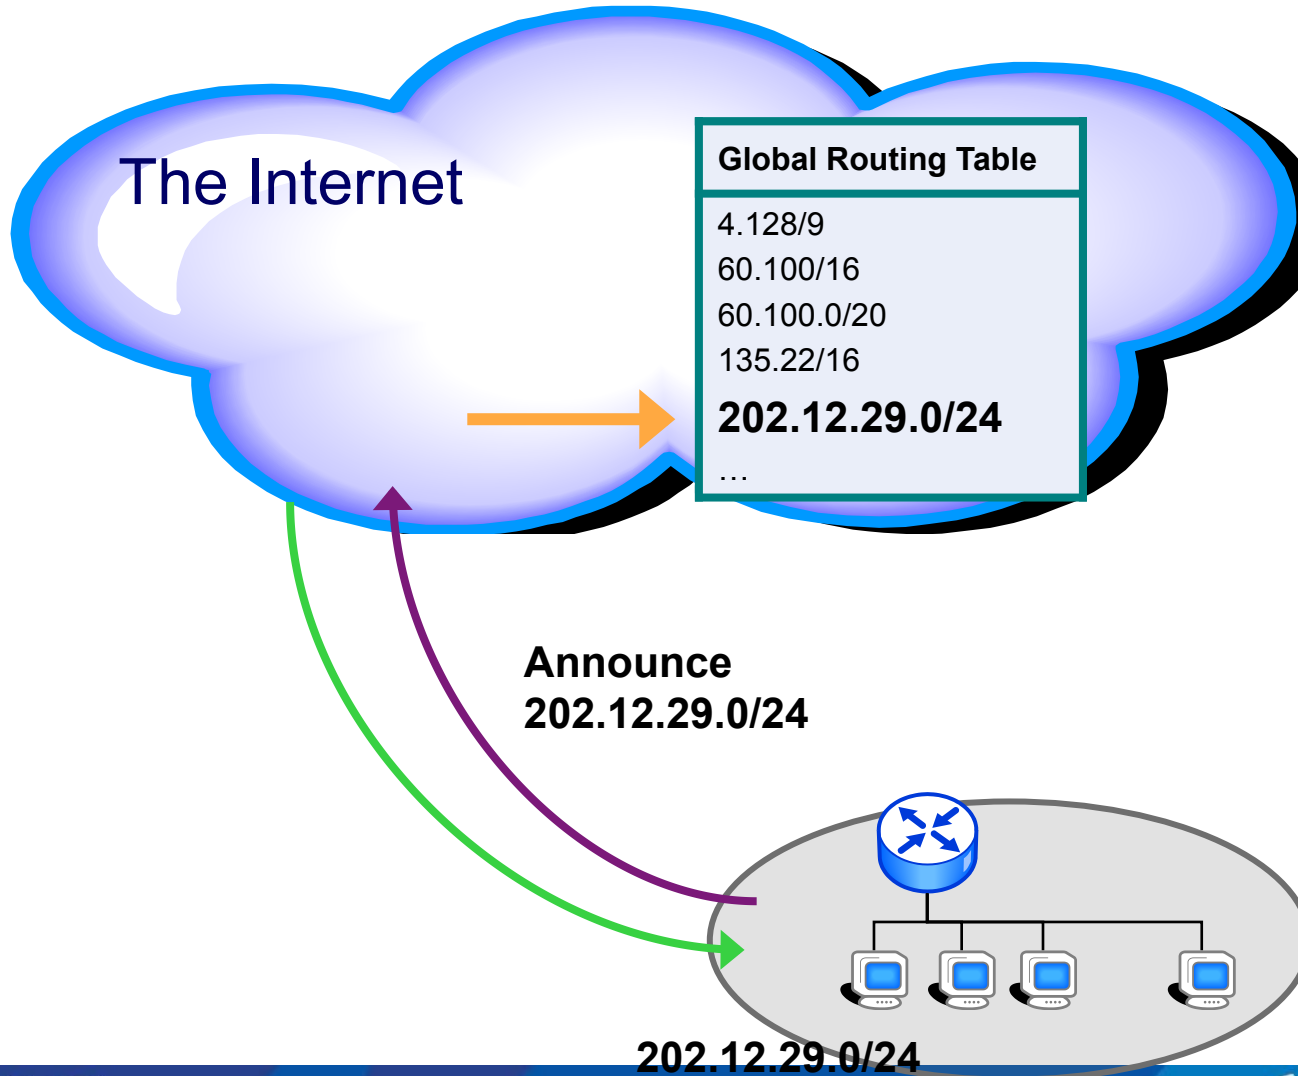 The Internet
Global Routing Table
4.128/9
60.100/16
60.100.0/20
135.22/16
202.12.29.0/24
…
Announce
202.12.29.0/24
202.12.29.0/24